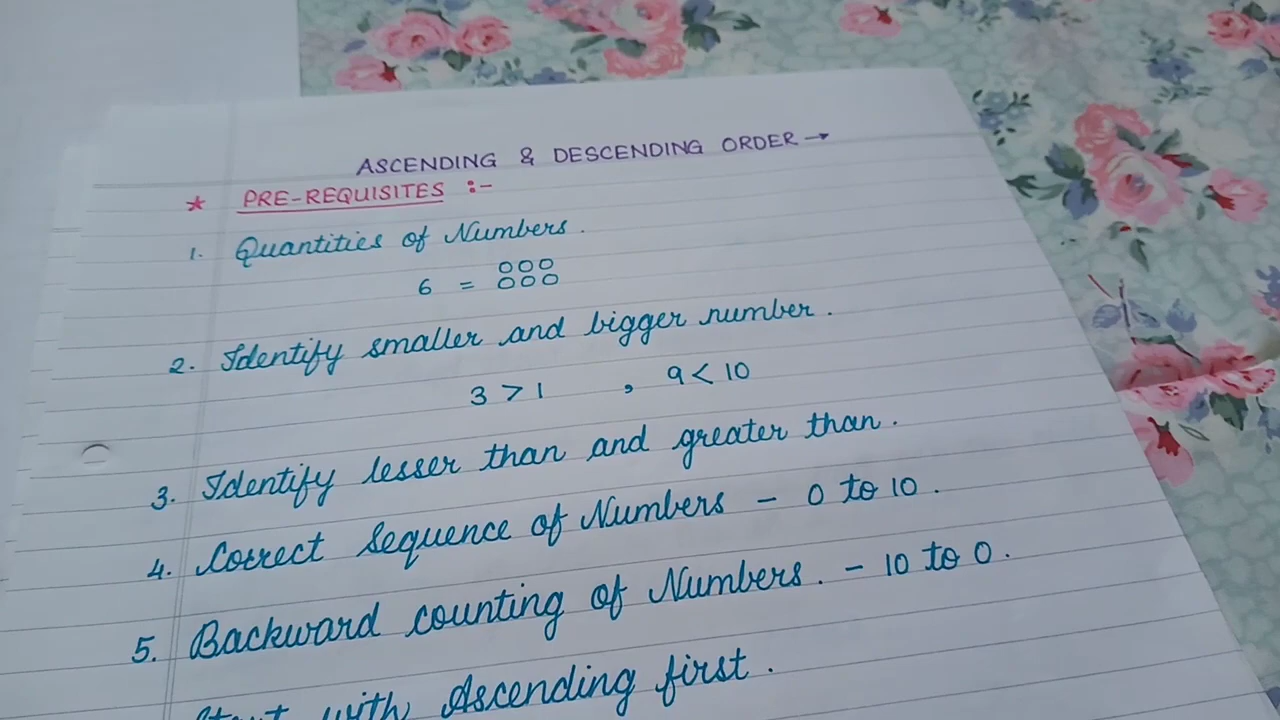 ASCENDING & DESCENDING ORDER →
* PRE-REQUISITES :-
1. Quantities of Numbers.
6 = 000
000
2. Identify smaller and bigger number.
3 > 1 , 9 < 10
3. Identify lesser than and greater than.
4. Correct Sequence of Numbers - 0 to 10.
5. Backward counting of Numbers. - 10 to 0.
Start with Ascending first.